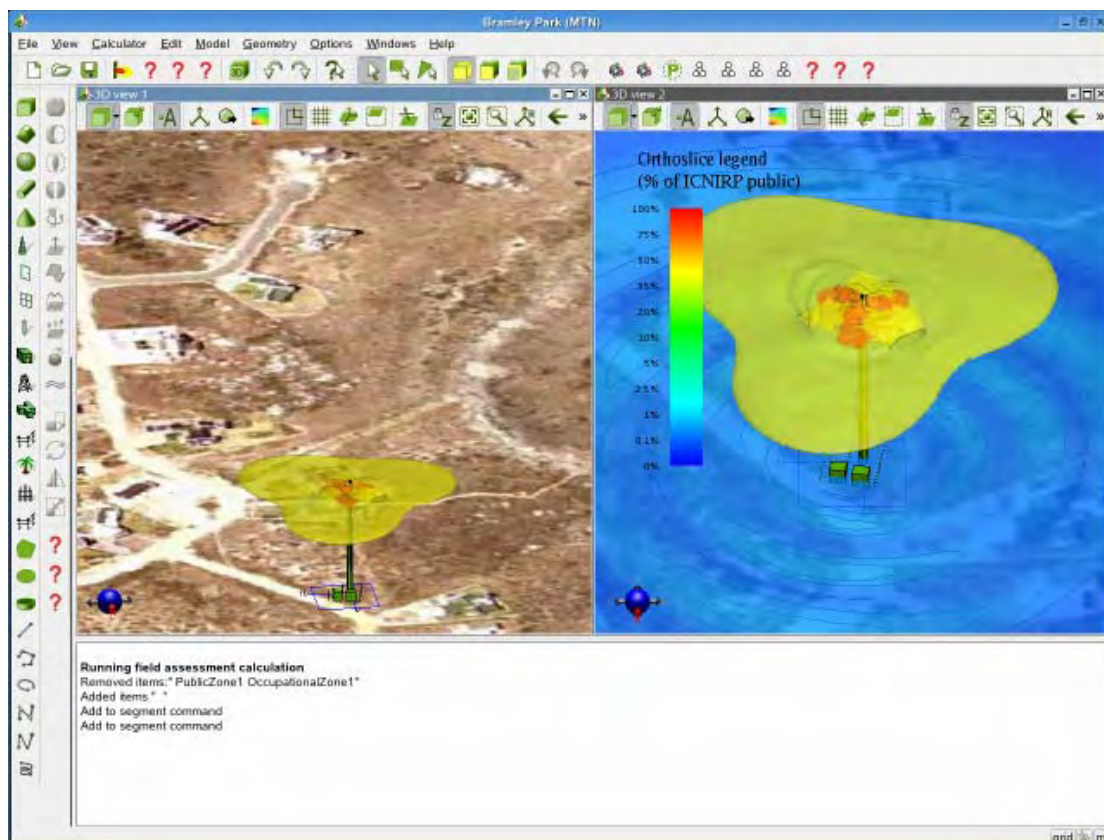 Bramley Park (MTN)
File View Calculator Edit Model Geometry Options Windows Help
3D view 1
3D view 2
Orthoslice legend
(% of ICNIRP public)
100%
75%
50%
35%
20%
10%
5%
2%
1%
0.1%
0%
Running field assessment calculation
Removed items:" PublicZone1 OccupationalZone1"
Added items " "
Add to segment command
Add to segment command
grid